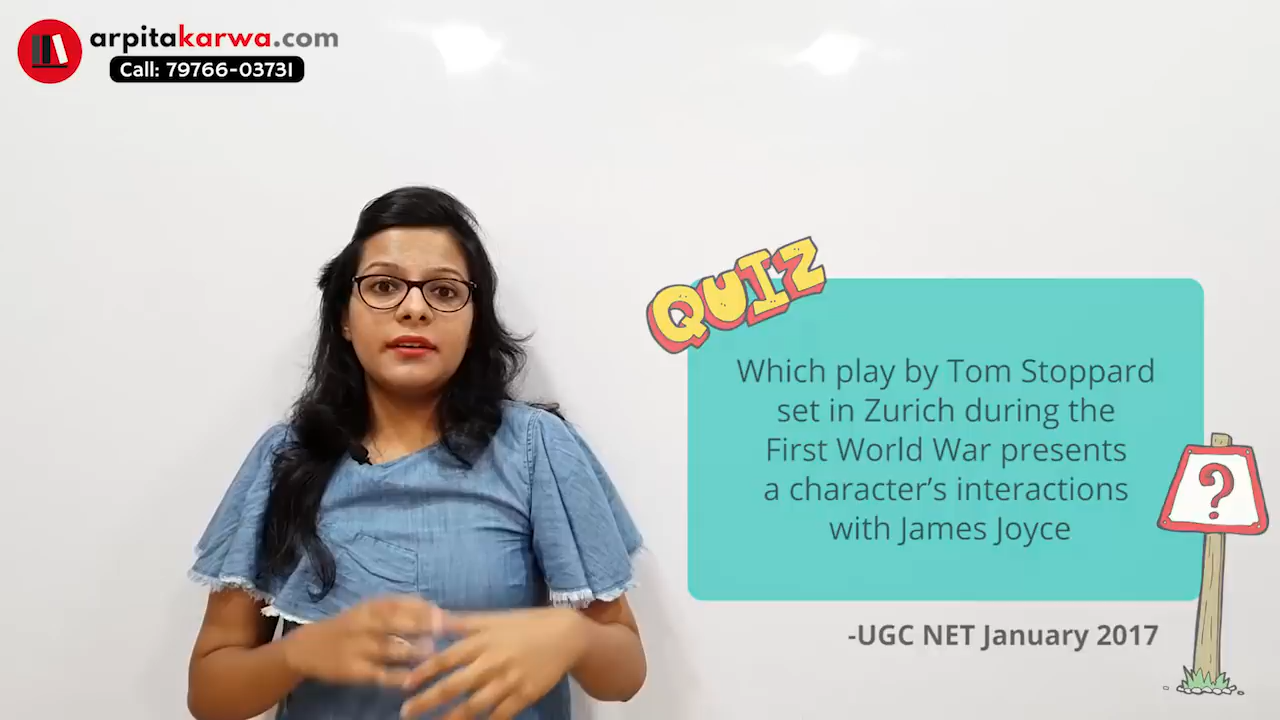 arpitakarwa.com
Call: 79766-03731
QUIZ
Which play by Tom Stoppard
set in Zurich during the
First World War presents
a character's interactions
with James Joyce
?
-UGC NET January 2017